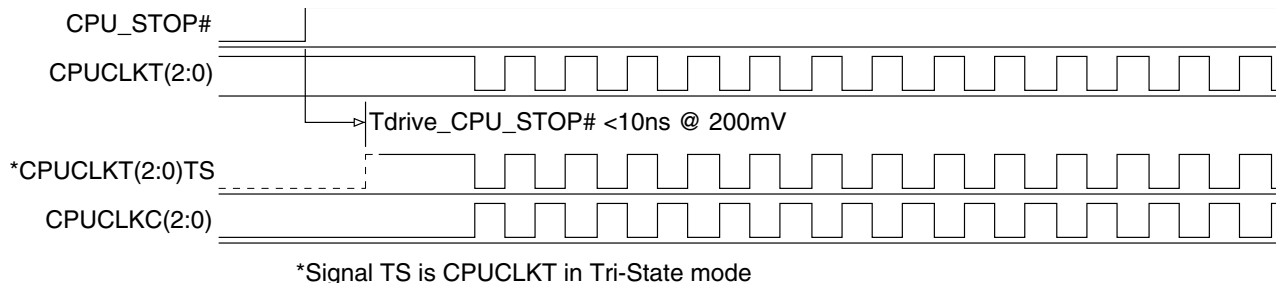 CPU_STOP#
CPUCLKT(2:0)
Tdrive_CPU_STOP# <10ns @ 200mV
*CPUCLKT(2:0)TS
CPUCLKC(2:0)
*Signal TS is CPUCLKT in Tri-State mode